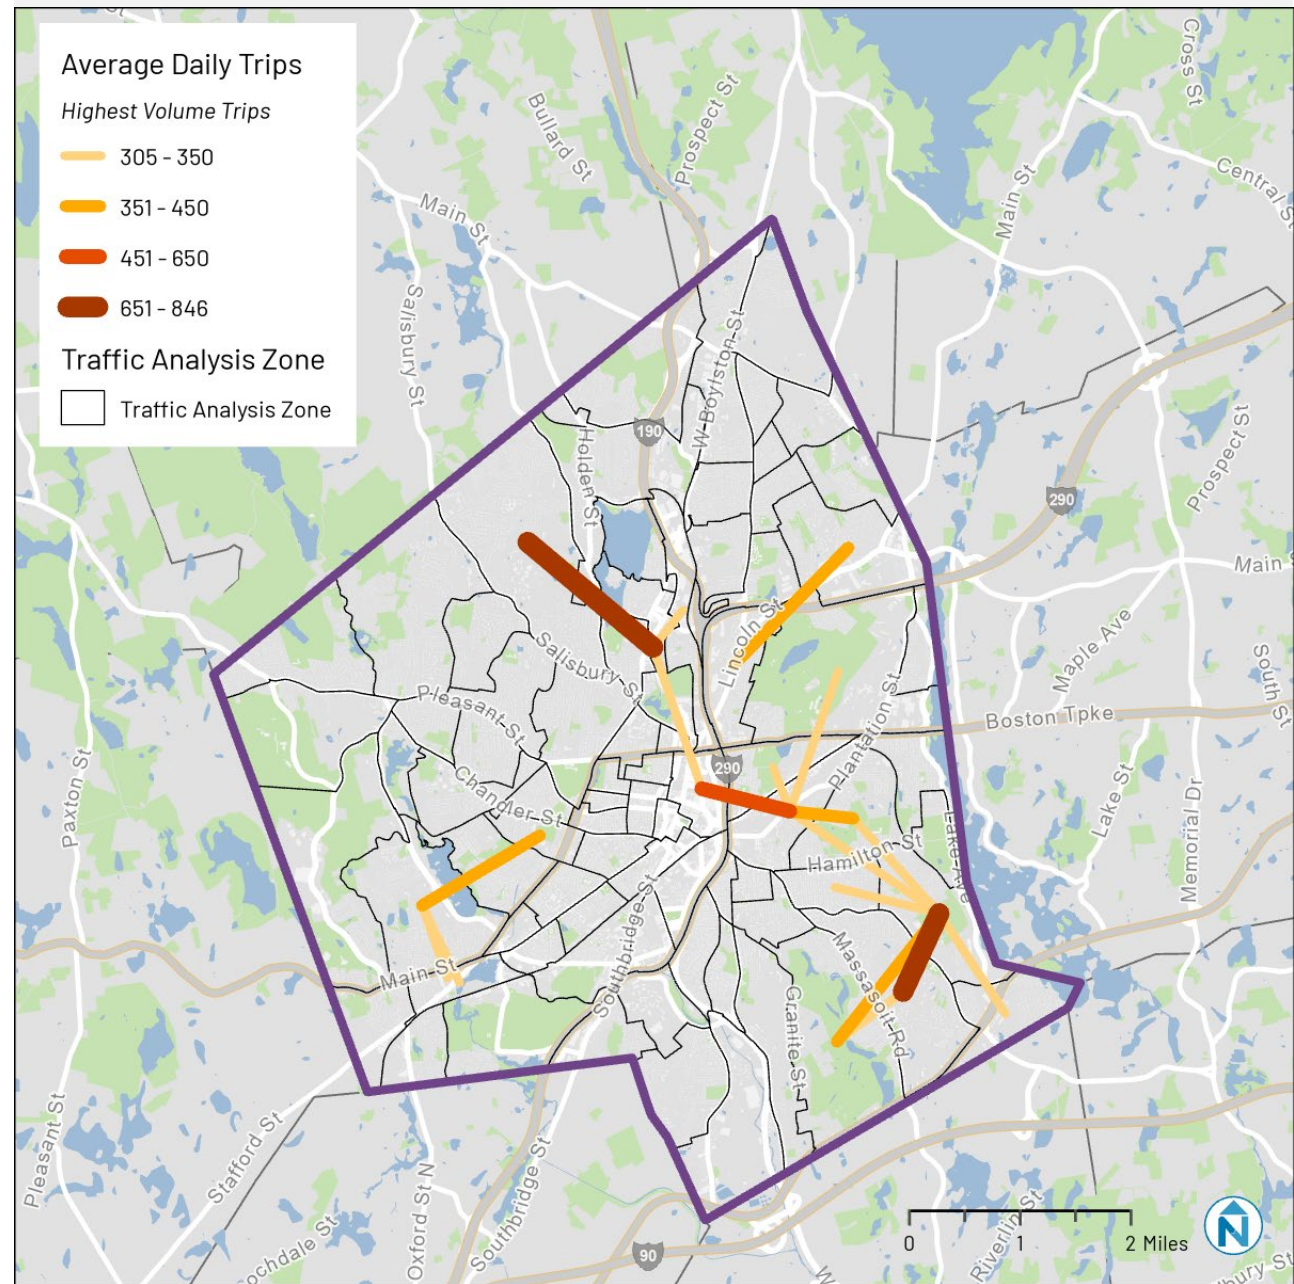 Average Daily Trips
Highest Volume Trips
305 - 350
351 - 450
451 - 650
651 - 846
Traffic Analysis Zone
Traffic Analysis Zone
Cross St
Bullard St
Prospect St
Main St
Central St
Main St
Salisbury St
W Boylston St
190
Holden St
Prospect St
290
Main
Lincoln St
Maple Ave
Salisbury St
South St
Pleasant St
Plantation St
Boston Tpke
Paxton St
290
Chandler St
Lake St
Memorial Dr
Lake Ave
Hamilton St
Southbridge St
Main St
Massasoit Rd
Granite St
Pleasant St
Stafford St
Oxford St N
Southbridge St
Riverlin St
N
0 1 2 Miles
90
ochdale St
W
bury St